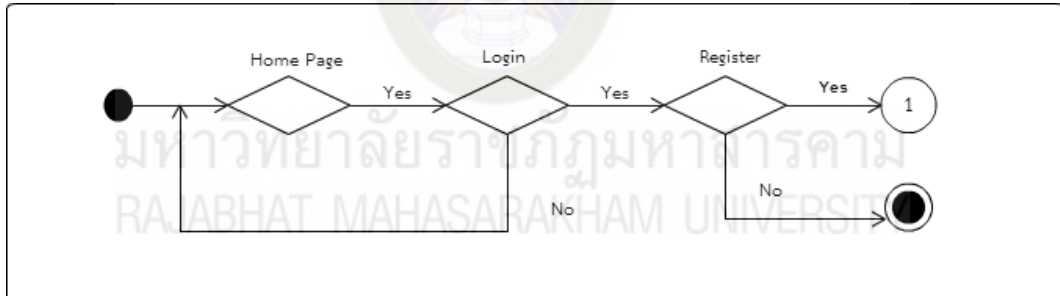 Home Page
Login
Register
Yes
Yes
Yes
1
มหาวิทยาลัยราชภัฏมหาสารคาม
No
No
RAJABHAT MAHASARAKHAM UNIVERSITY